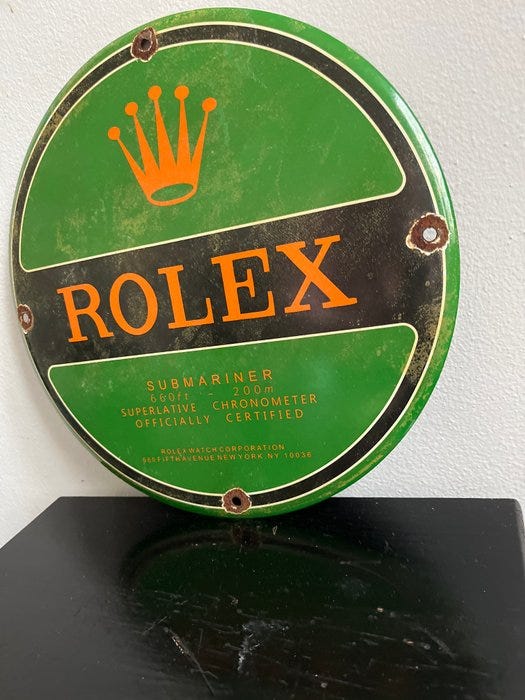 ROLEX
SUBMARINER
660ft - 200m
SUPERLATIVE CHRONOMETER
OFFICIALLY CERTIFIED
ROLEX WATCH CORPORATION
665 FIFTH AVENUE NEW YORK NY 10036